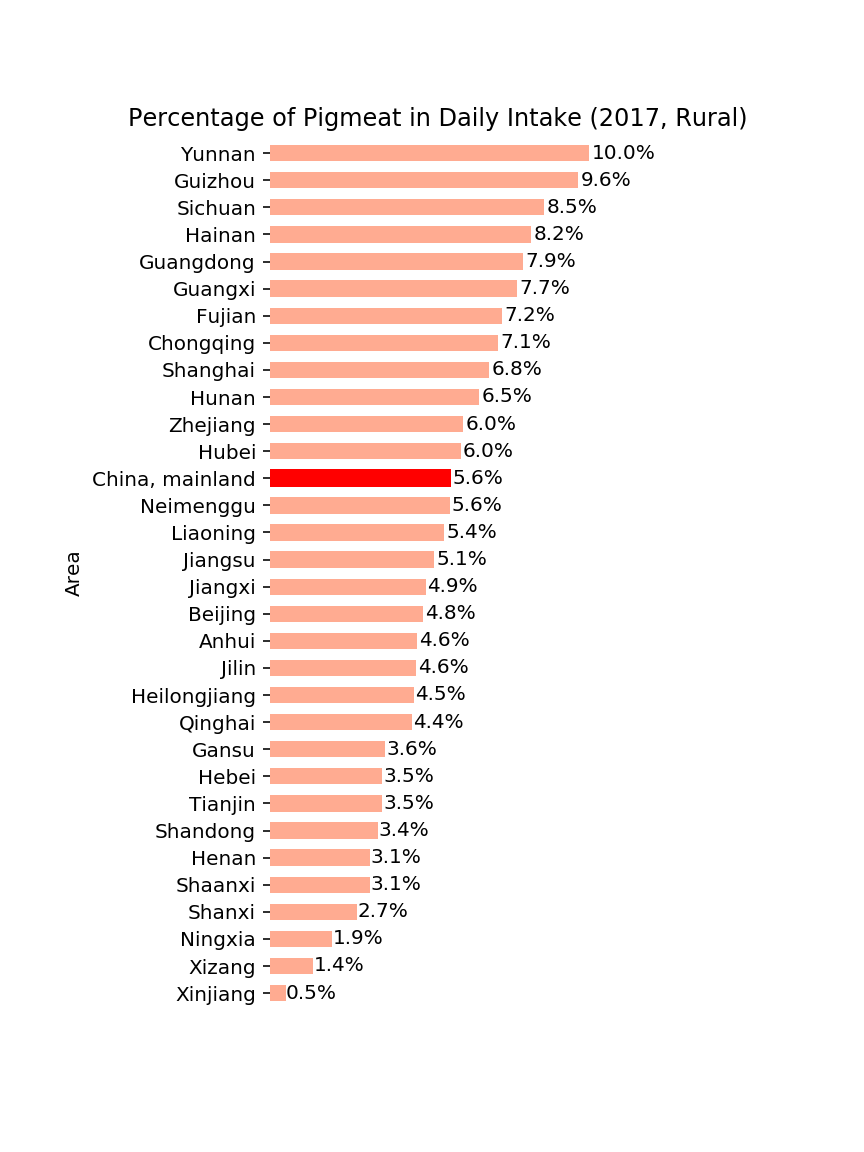 Percentage of Pigmeat in Daily Intake (2017, Rural)
Yunnan 10.0%
Guizhou 9.6%
Sichuan 8.5%
Hainan 8.2%
Guangdong 7.9%
Guangxi 7.7%
Fujian 7.2%
Chongqing 7.1%
Shanghai 6.8%
Hunan 6.5%
Zhejiang 6.0%
Hubei 6.0%
China, mainland 5.6%
Neimenggu 5.6%
Liaoning 5.4%
Jiangsu 5.1%
Area
Jiangxi 4.9%
Beijing 4.8%
Anhui 4.6%
Jilin 4.6%
Heilongjiang 4.5%
Qinghai 4.4%
Gansu 3.6%
Hebei 3.5%
Tianjin 3.5%
Shandong 3.4%
Henan 3.1%
Shaanxi 3.1%
Shanxi 2.7%
Ningxia 1.9%
Xizang 1.4%
Xinjiang 0.5%